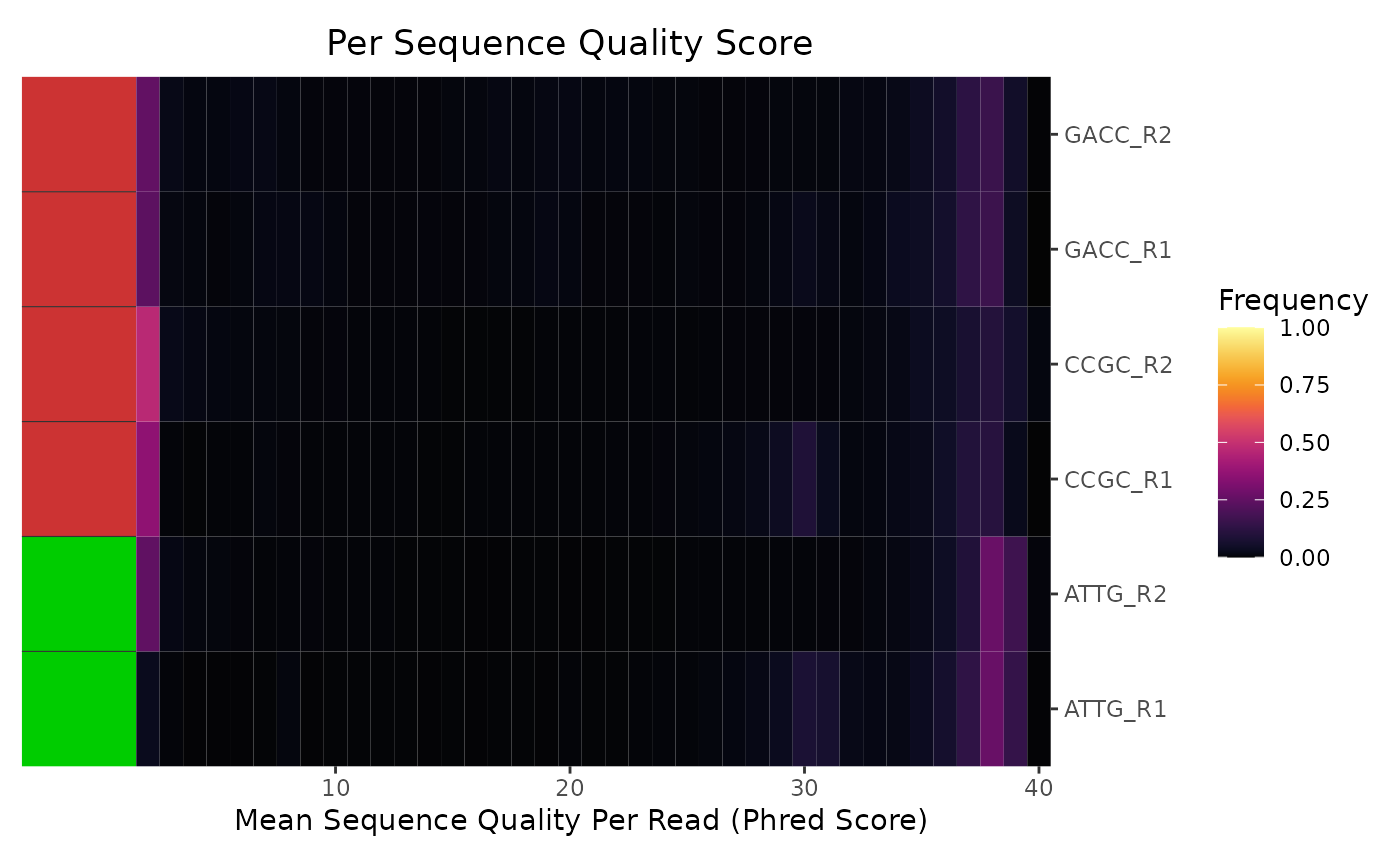 Per Sequence Quality Score
GACC_R2
GACC_R1
CCGC_R2
CCGC_R1
ATTG_R2
ATTG_R1
10 20 30 40
Mean Sequence Quality Per Read (Phred Score)
Frequency
1.00
0.75
0.50
0.25
0.00